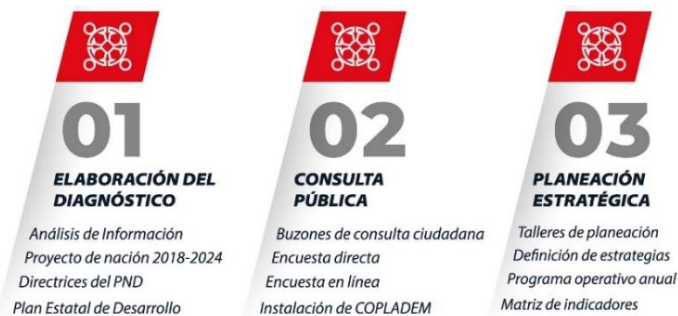 01
ELABORACIÓN DEL
DIAGNÓSTICO
Análisis de Información
Proyecto de nación 2018-2024
Directrices del PND
Plan Estatal de Desarrollo
02
CONSULTA
PÚBLICA
Buzones de consulta ciudadana
Encuesta directa
Encuesta en línea
Instalación de COPLADEM
03
PLANEACIÓN
ESTRATÉGICA
Talleres de planeación
Definición de estrategias
Programa operativo anual
Matriz de indicadores